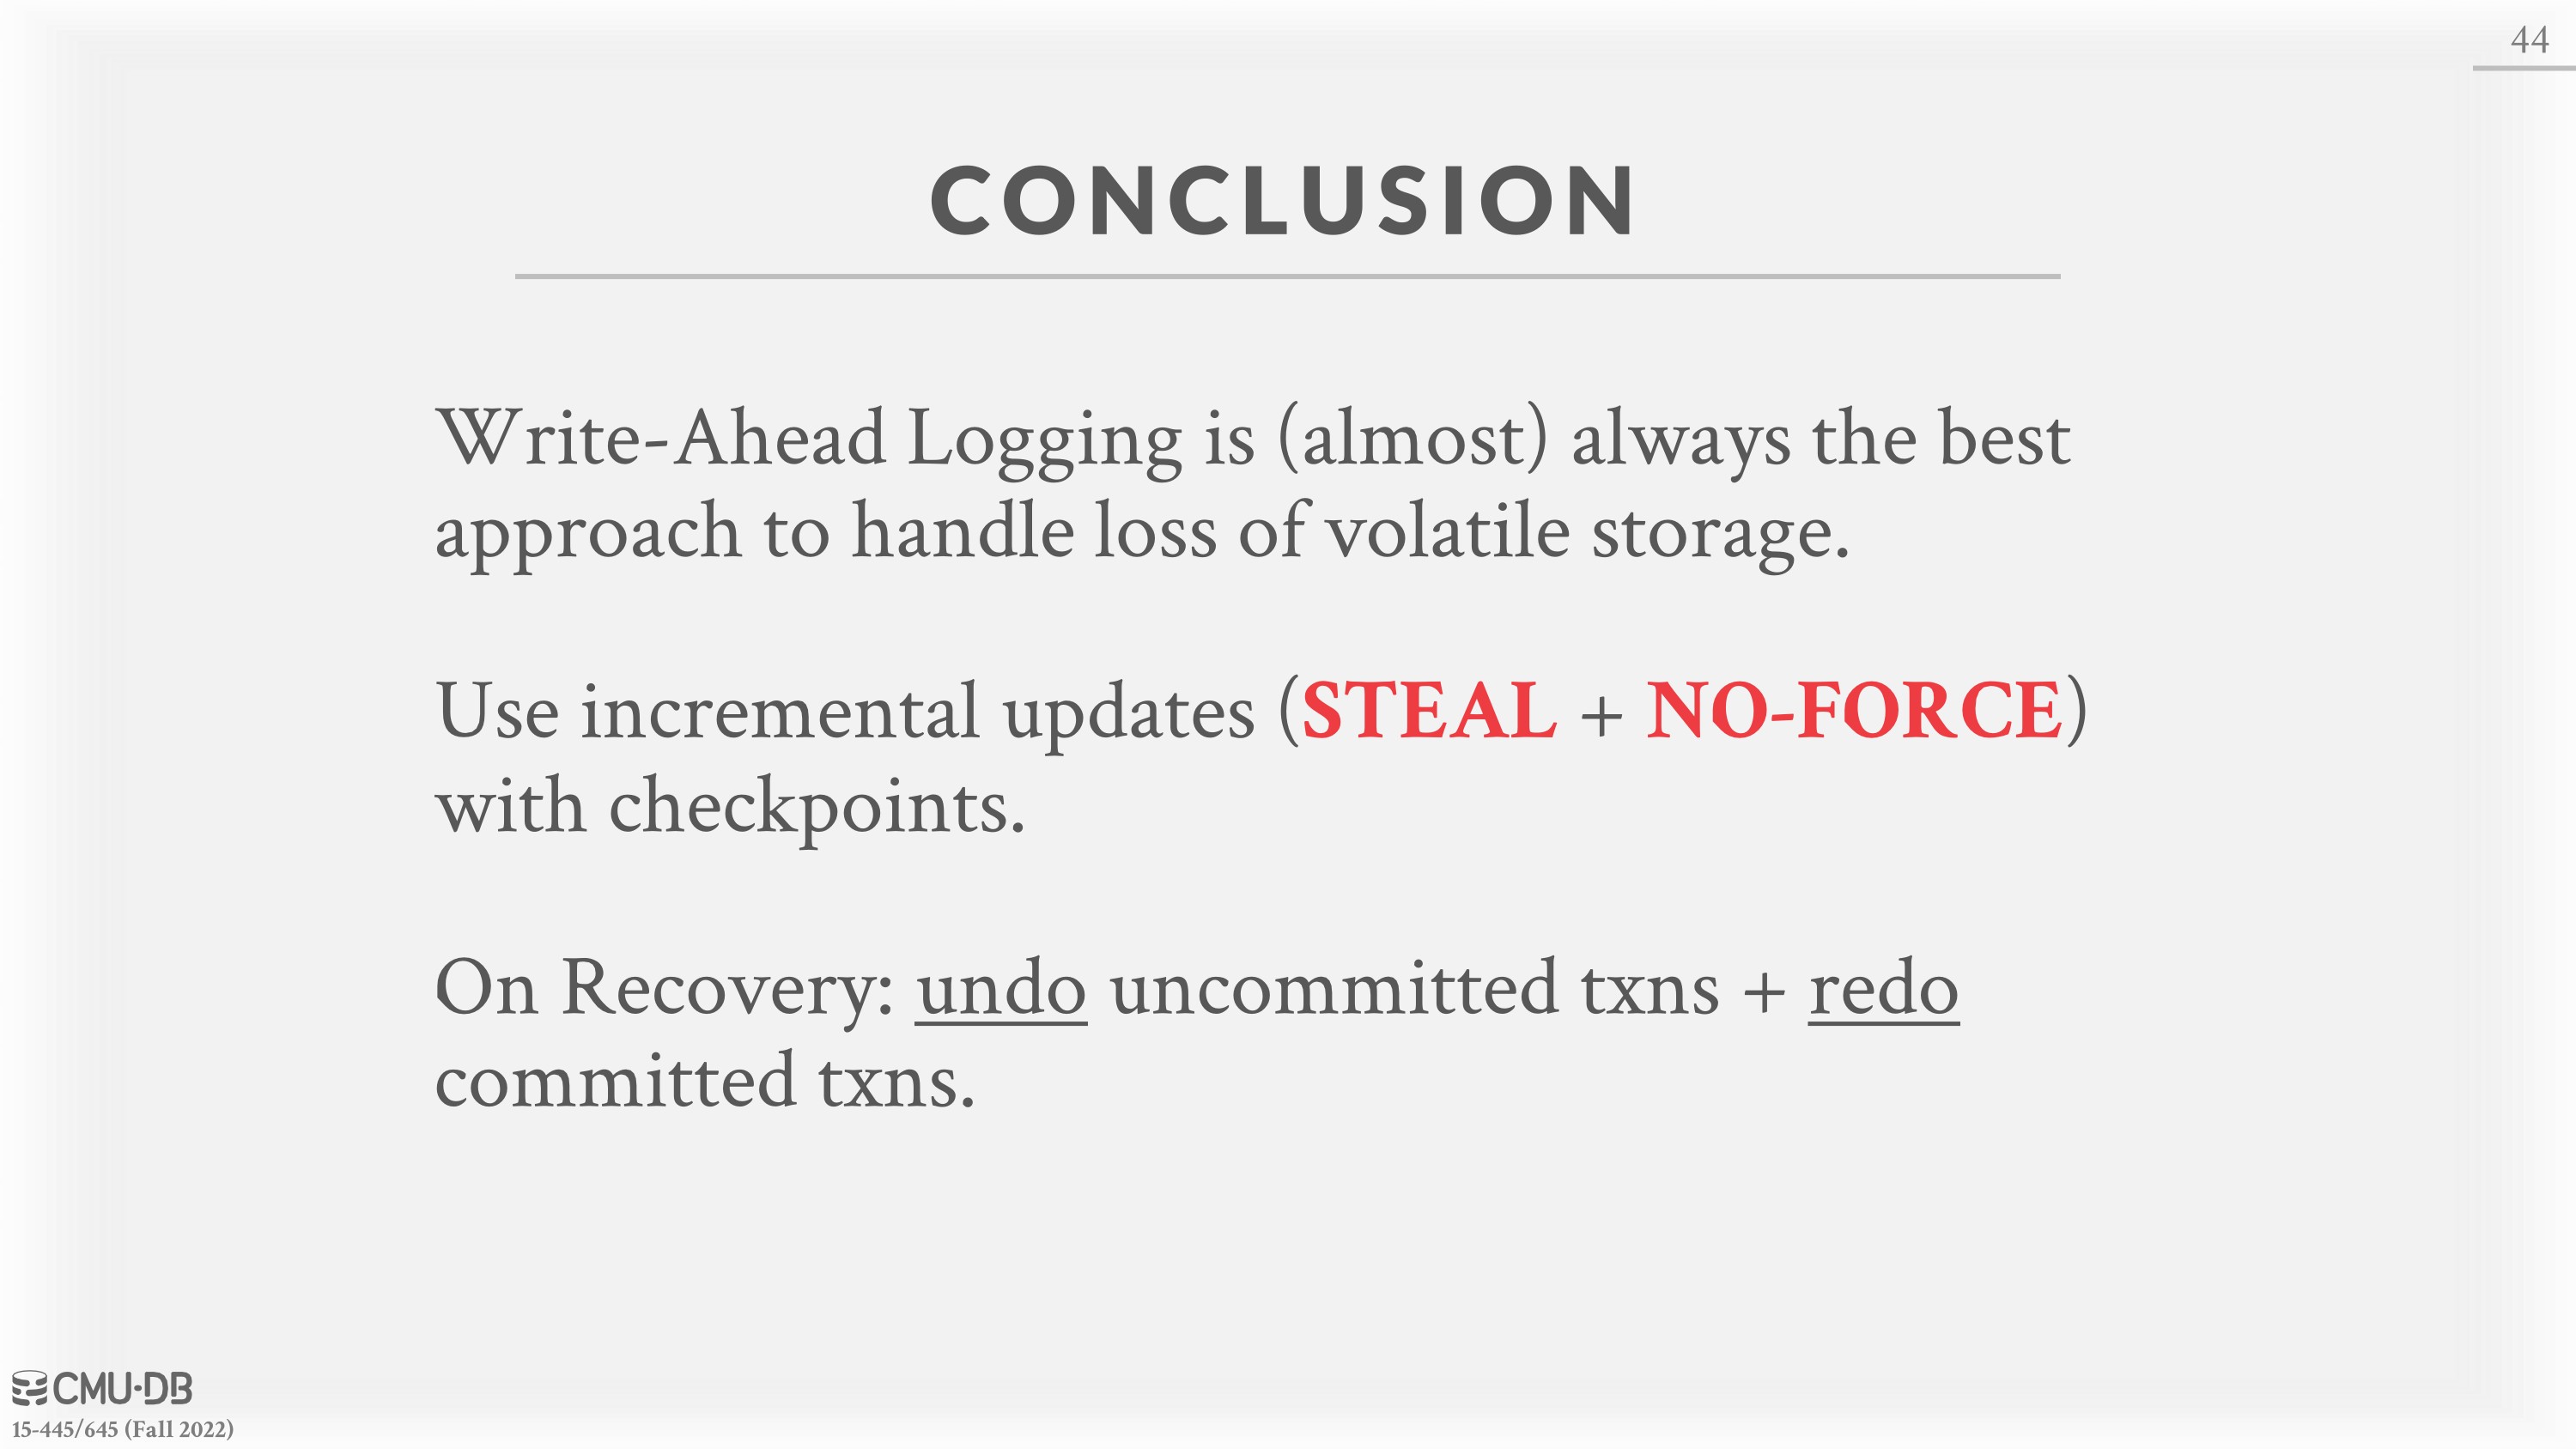 44
CONCLUSION
Write-Ahead Logging is (almost) always the best
approach to handle loss of volatile storage.
Use incremental updates (STEAL + NO-FORCE)
with checkpoints.
On Recovery: undo uncommitted txns + redo
committed txns.
CMU·DB
15-445/645 (Fall 2022)